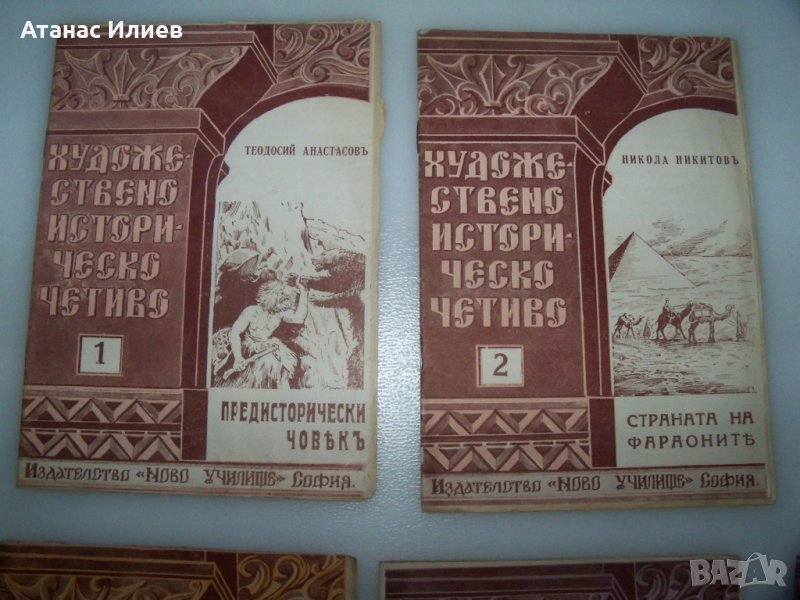 Атанас Илиев
ХУДОЖЕ-
СТВЕНО
ИСТОРИ-
ЧЕСКО
ЧЕТИВО
1
ТЕОДОСИЙ АНАСТАСОВЪ
ПРЕДИСТОРИЧЕСКИ
ЧОВѢКЪ
ИЗДАТЕЛСТВО «НОВО УЧИЛИЩЕ» СОФИЯ.
ХУДОЖЕ-
СТВЕНО
ИСТОРИ-
ЧЕСКО
ЧЕТИВО
2
НИКОЛА НИКИТОВЪ
СТРАНАТА НА
ФАРАОНИТѢ
ИЗДАТЕЛСТВО «НОВО УЧИЛИЩЕ» СОФИЯ.
BAZAR